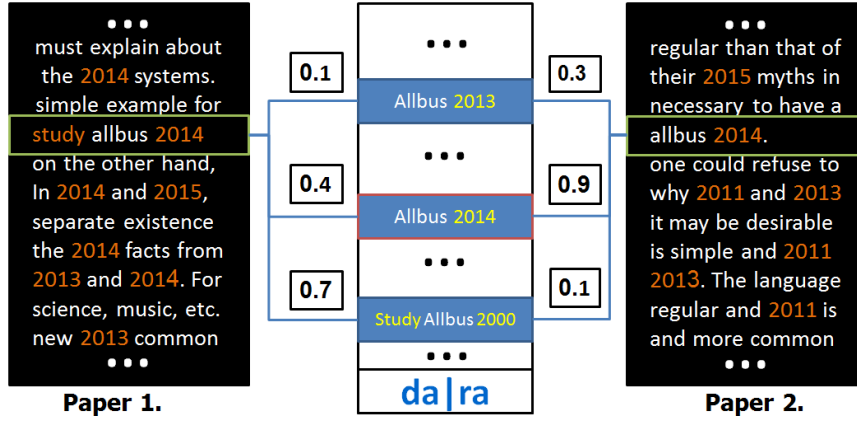 • • •
must explain about
the 2014 systems.
simple example for
study allbus 2014
on the other hand,
In 2014 and 2015,
separate existence
the 2014 facts from
2013 and 2014. For
science, music, etc.
new 2013 common
• • •
Paper 1.
0.1
0.4
0.7
• • •
Allbus 2013
• • •
Allbus 2014
• • •
Study Allbus 2000
• • •
da|ra
0.3
0.9
0.1
• • •
regular than that of
their 2015 myths in
necessary to have a
allbus 2014.
one could refuse to
why 2011 and 2013
it may be desirable
is simple and 2011
2013. The language
regular and 2011 is
and more common
• • •
Paper 2.